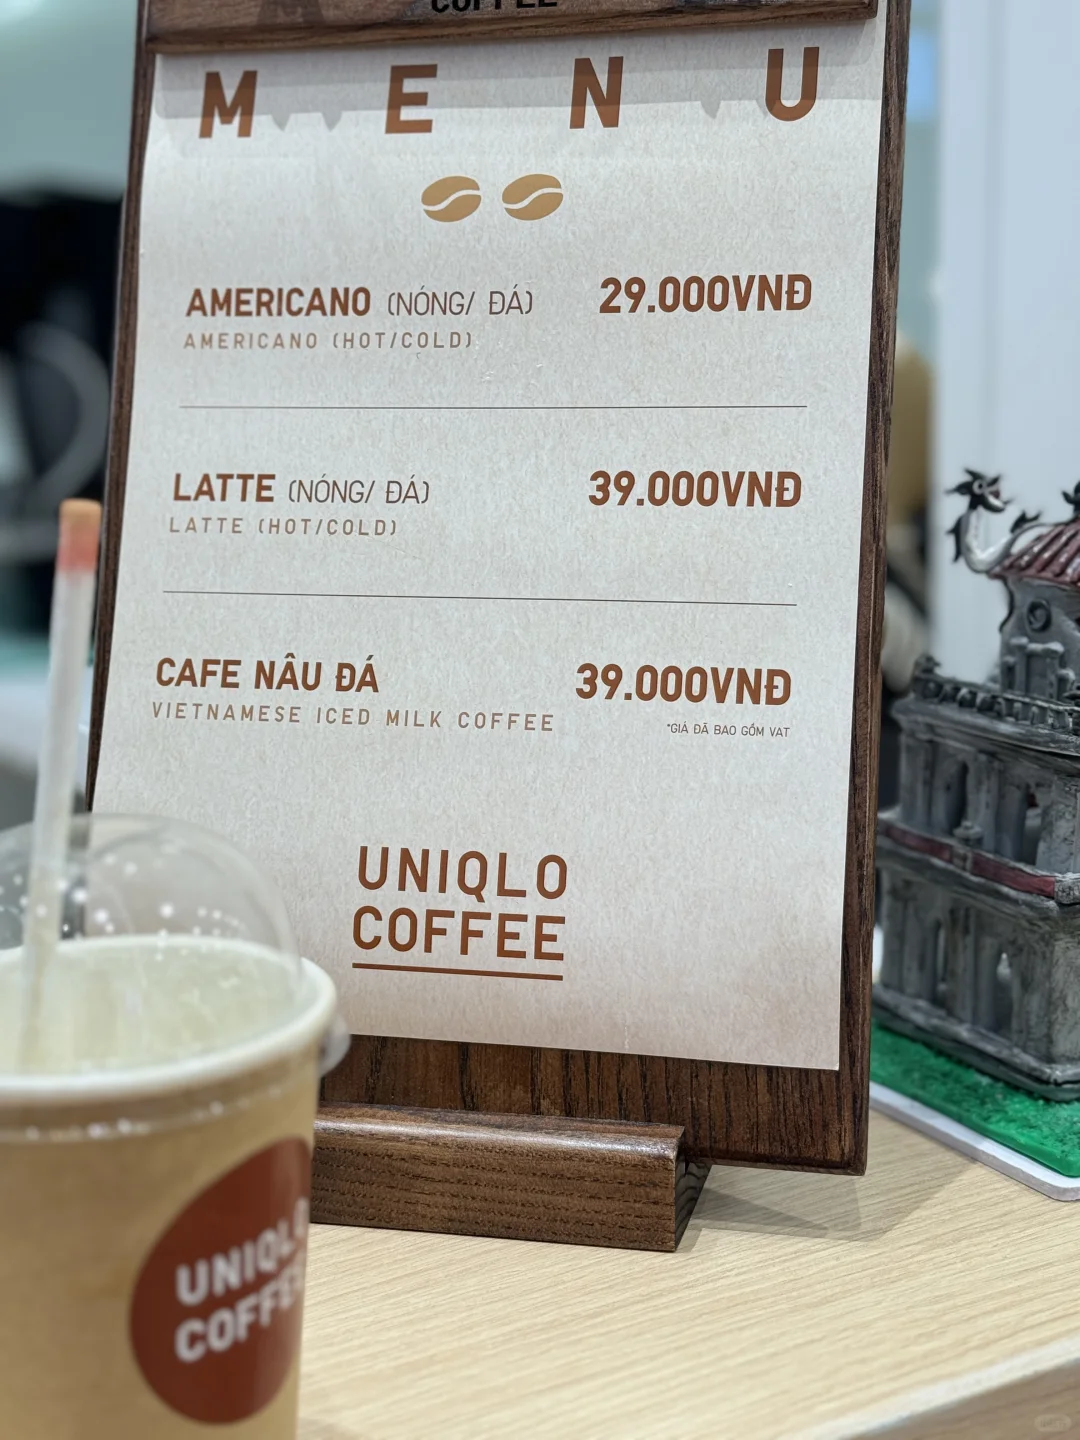 COFFEE
MENU
AMERICANO (NÓNG/ ĐÁ) 29.000VNĐ
AMERICANO (HOT/COLD)
LATTE (NÓNG/ ĐÁ) 39.000VNĐ
LATTE (HOT/COLD)
CAFE NÂU ĐÁ 39.000VNĐ
VIETNAMESE ICED MILK COFFEE
*GIÁ ĐÃ BAO GỒM VAT
UNIQLO
COFFEE
UNIQLO
COFFEE